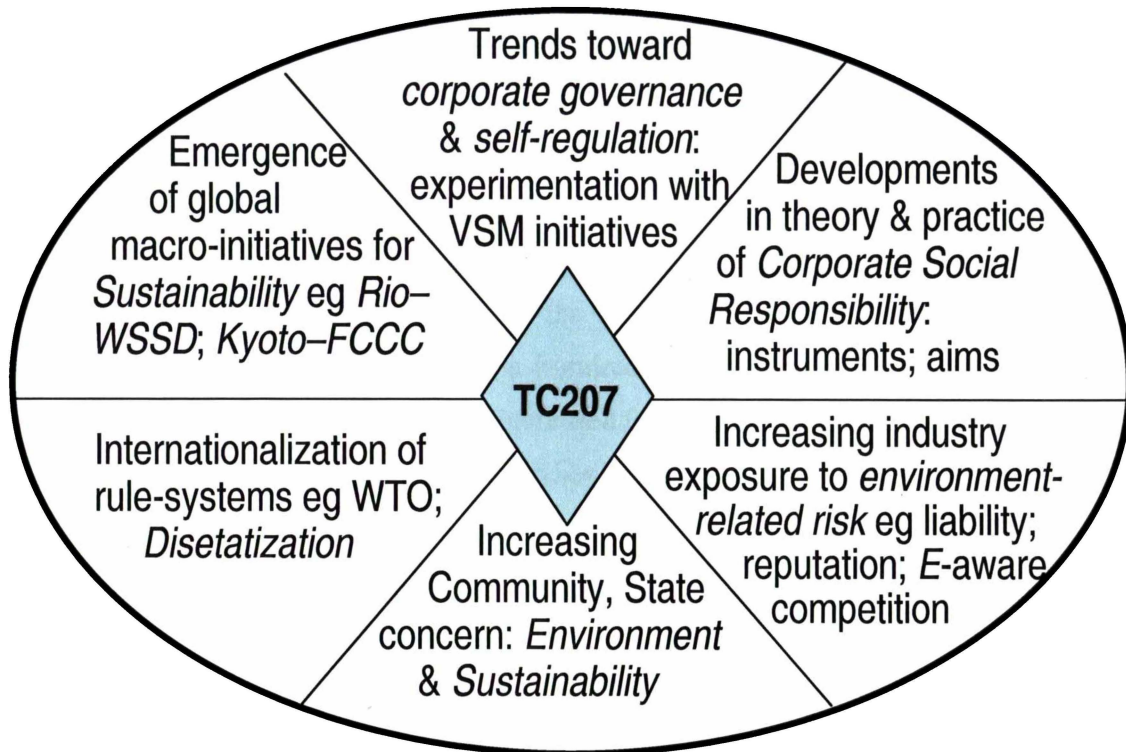 Trends toward
corporate governance
& self-regulation:
experimentation with
VSM initiatives
Emergence
of global
macro-initiatives for
Sustainability eg Rio–
WSSD; Kyoto–FCCC
Developments
in theory & practice
of Corporate Social
Responsibility:
instruments; aims
TC207
Internationalization of
rule-systems eg WTO;
Disetatization
Increasing
Community, State
concern: Environment
& Sustainability
Increasing industry
exposure to environment-
related risk eg liability;
reputation; E-aware
competition